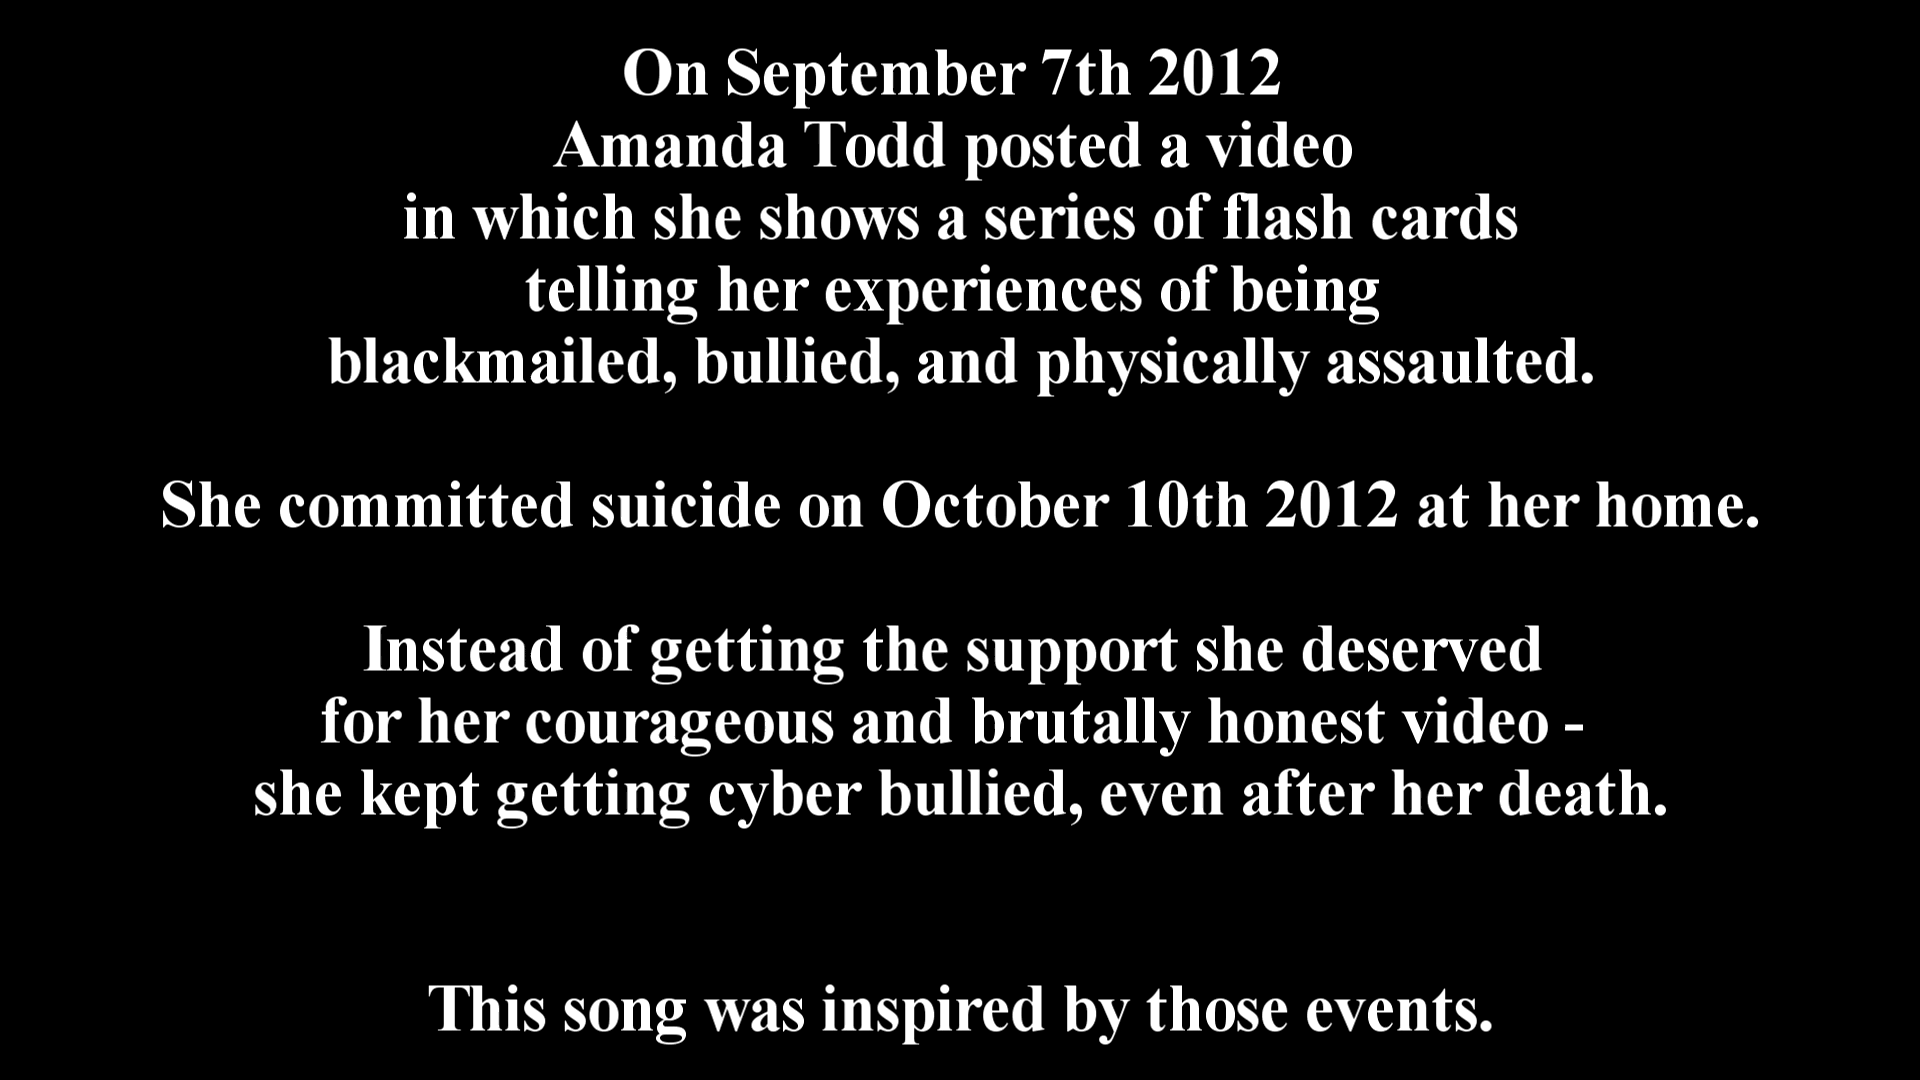 On September 7th 2012
Amanda Todd posted a video
in which she shows a series of flash cards
telling her experiences of being
blackmailed, bullied, and physically assaulted.
She committed suicide on October 10th 2012 at her home.
Instead of getting the support she deserved
for her courageous and brutally honest video -
she kept getting cyber bullied, even after her death.
This song was inspired by those events.